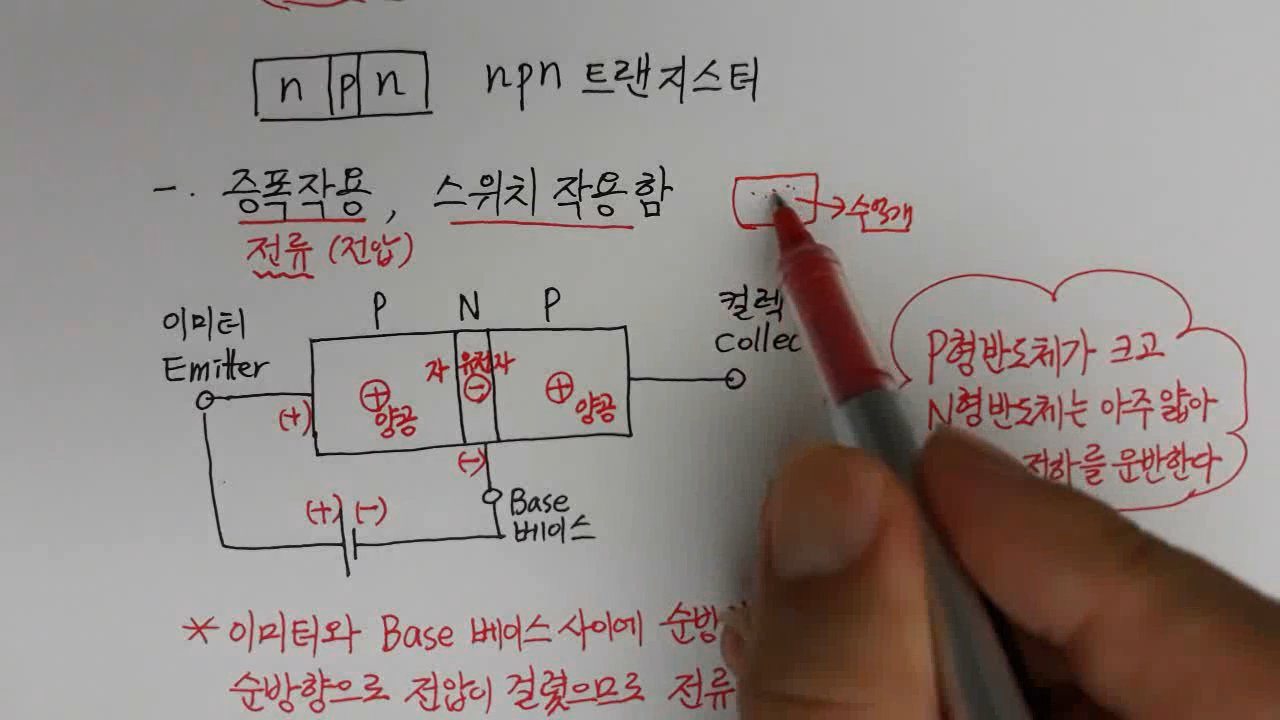 n p n npn 트랜지스터
-. 증폭작용, 스위치 작용함
전류 (전압)
→ 수억개
P N P
이미터
Emitter
컬렉
Collec
자 유전자
⊕ ⊖ ⊕
양공 양공
(+)
(-)
(+) (-)
Base
베이스
P형반도체가 크고
N형반도체는 아주 얇아
전하를 운반한다
* 이미터와 Base 베이스 사이에 순방
순방향으로 전압이 걸렸으므로 전류